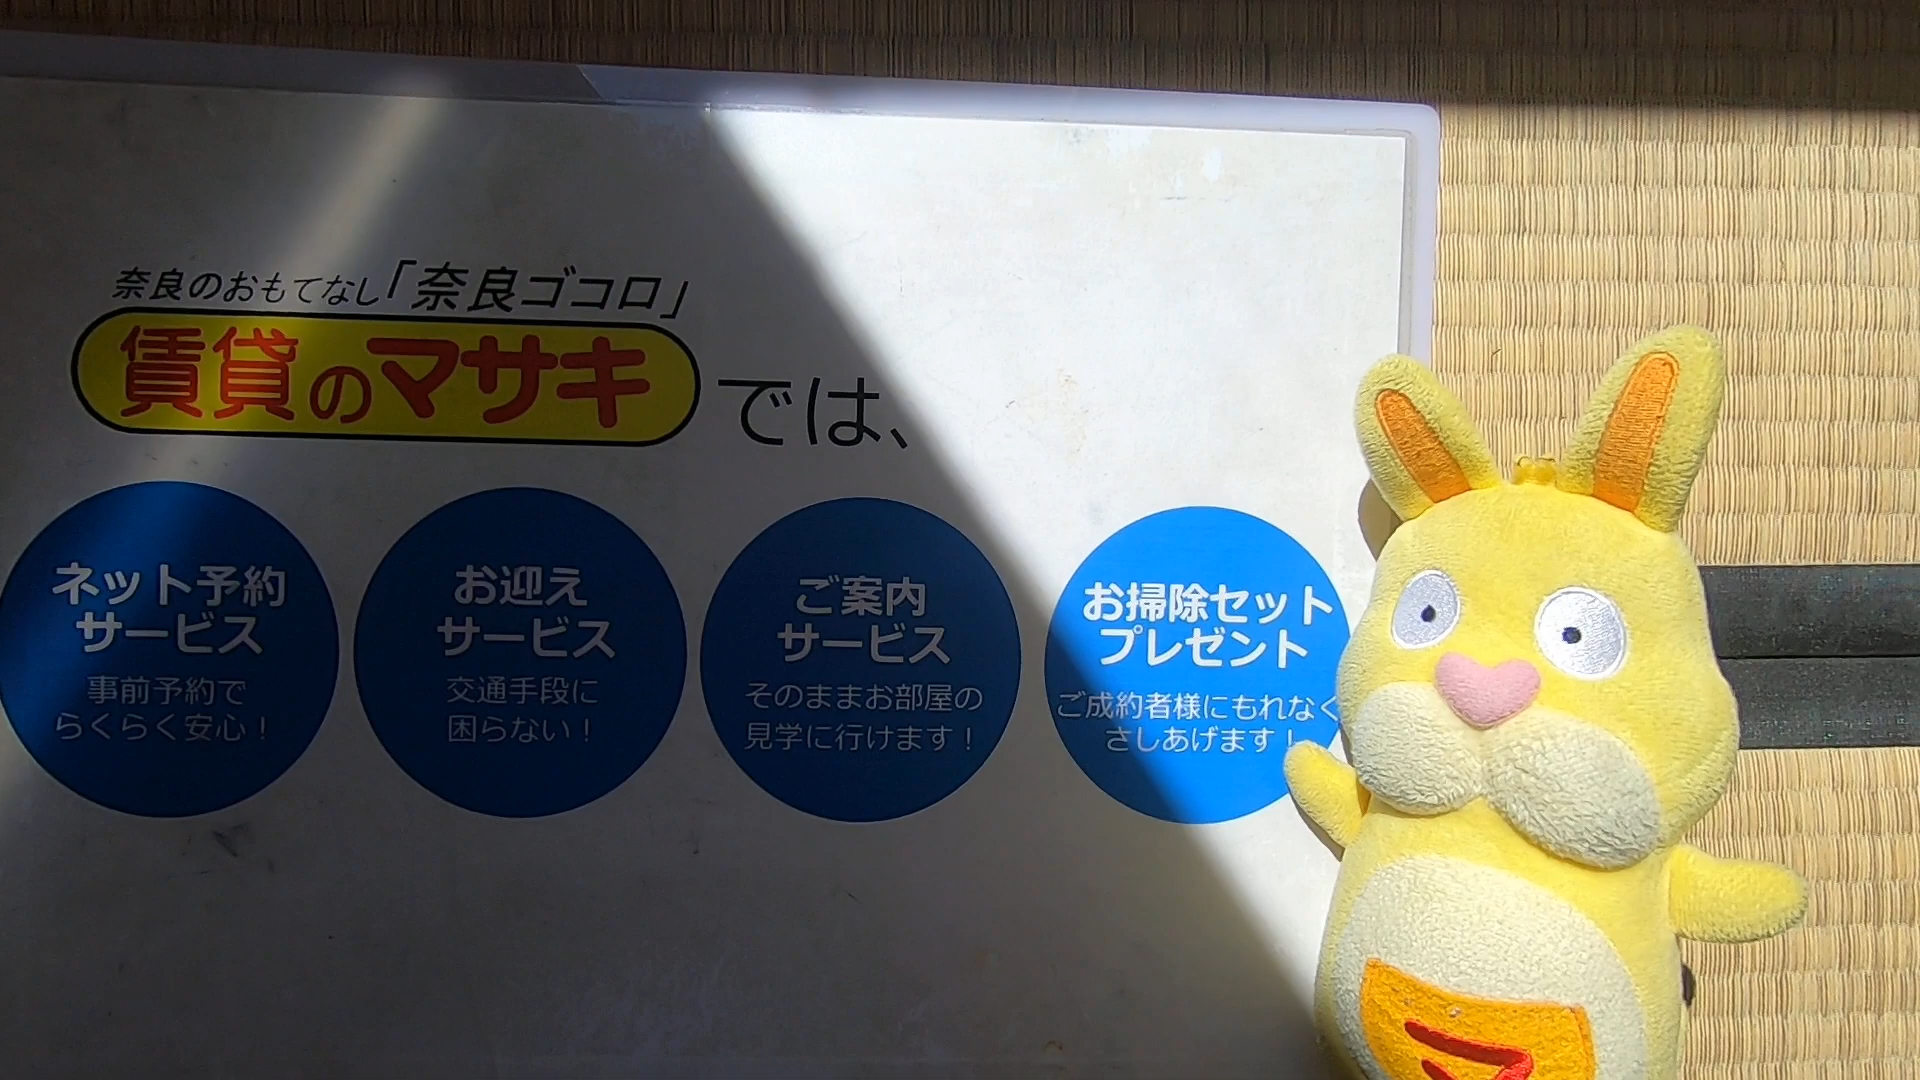 奈良のおもてなし「奈良ゴコロ」
賃貸のマサキでは、
ネット予約
サービス
事前予約で
らくらく安心！
お迎え
サービス
交通手段に
困らない！
ご案内
サービス
そのままお部屋の
見学に行けます！
お掃除セット
プレゼント
ご成約者様にもれなく
さしあげます！
マ